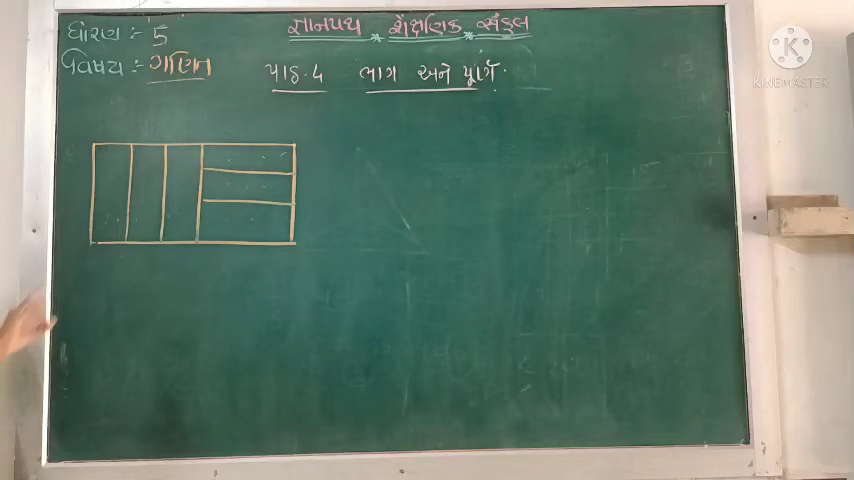 જ્ઞાનપથ * શૈક્ષણિક * સંકુલ
ધોરણ :- 5
વિષય :- ગણિત
પાઠ-4 ભાગ અને પૂર્ણ.
K
KINEMASTER